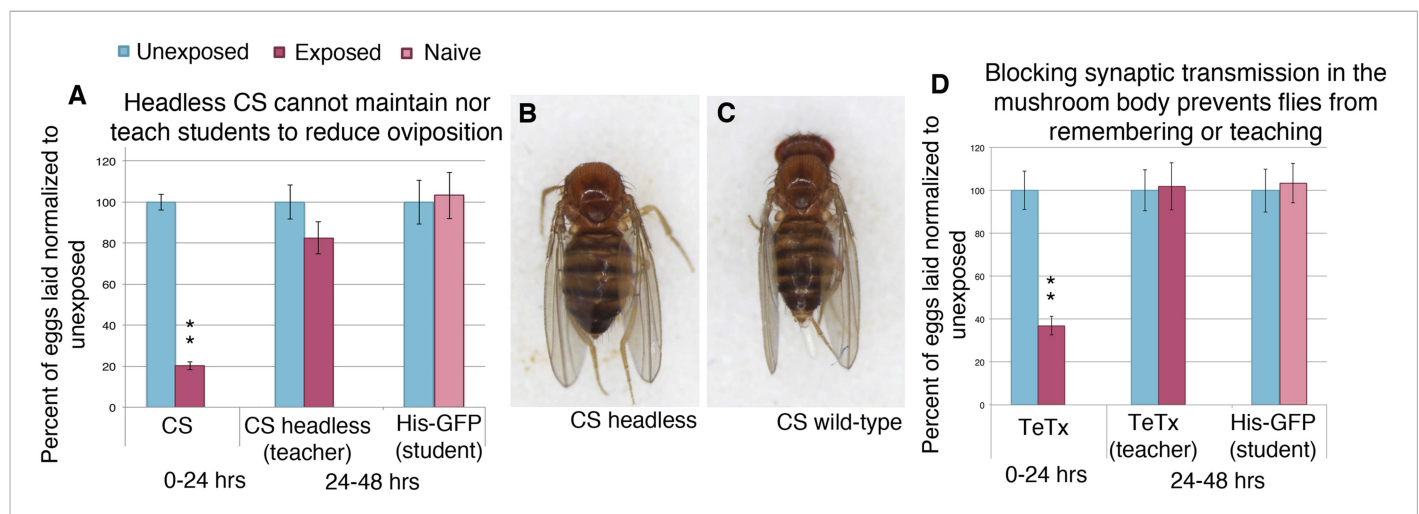 Unexposed Exposed Naive
A
Headless CS cannot maintain nor
teach students to reduce oviposition
Percent of eggs laid normalized to
unexposed
120
100
80
60
40
20
0
*
*
CS
CS headless
(teacher)
His-GFP
(student)
0-24 hrs
24-48 hrs
B
CS headless
C
CS wild-type
D
Blocking synaptic transmission in the
mushroom body prevents flies from
remembering or teaching
Percent of eggs laid normalized to
unexposed
120
100
80
60
40
20
0
*
*
TeTx
TeTx
(teacher)
His-GFP
(student)
0-24 hrs
24-48 hrs